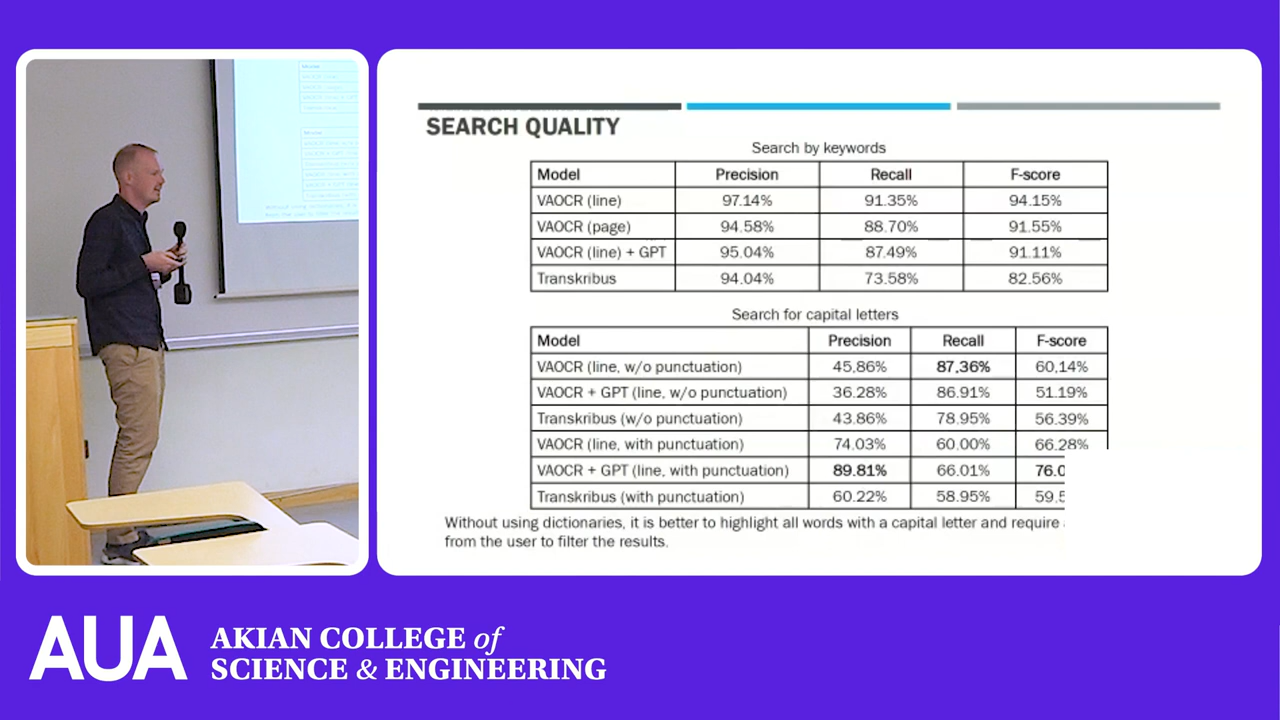 SEARCH QUALITY
Search by keywords
Model Precision Recall F-score
VAOCR (line) 97.14% 91.35% 94.15%
VAOCR (page) 94.58% 88.70% 91.55%
VAOCR (line) + GPT 95.04% 87.49% 91.11%
Transkribus 94.04% 73.58% 82.56%
Search for capital letters
Model Precision Recall F-score
VAOCR (line, w/o punctuation) 45,86% 87,36% 60,14%
VAOCR + GPT (line, w/o punctuation) 36.28% 86.91% 51.19%
Transkribus (w/o punctuation) 43.86% 78.95% 56.39%
VAOCR (line, with punctuation) 74.03% 60.00% 66.28%
VAOCR + GPT (line, with punctuation) 89.81% 66.01% 76.0
Transkribus (with punctuation) 60.22% 58.95% 59.5
Without using dictionaries, it is better to highlight all words with a capital letter and require
from the user to filter the results.
AUA
AKIAN COLLEGE of
SCIENCE & ENGINEERING